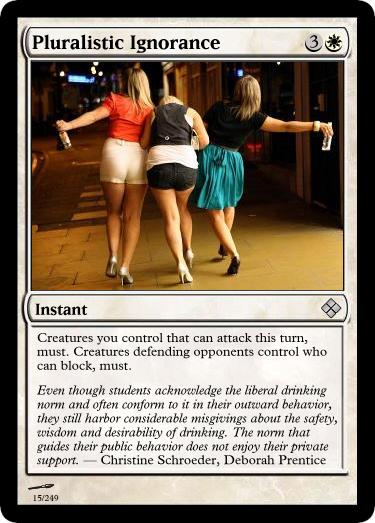 Pluralistic Ignorance 3
Instant
Creatures you control that can attack this turn,
must. Creatures defending opponents control who
can block, must.
Even though students acknowledge the liberal drinking
norm and often conform to it in their outward behavior,
they still harbor considerable misgivings about the safety,
wisdom and desirability of drinking. The norm that
guides their public behavior does not enjoy their private
support. — Christine Schroeder, Deborah Prentice
15/249